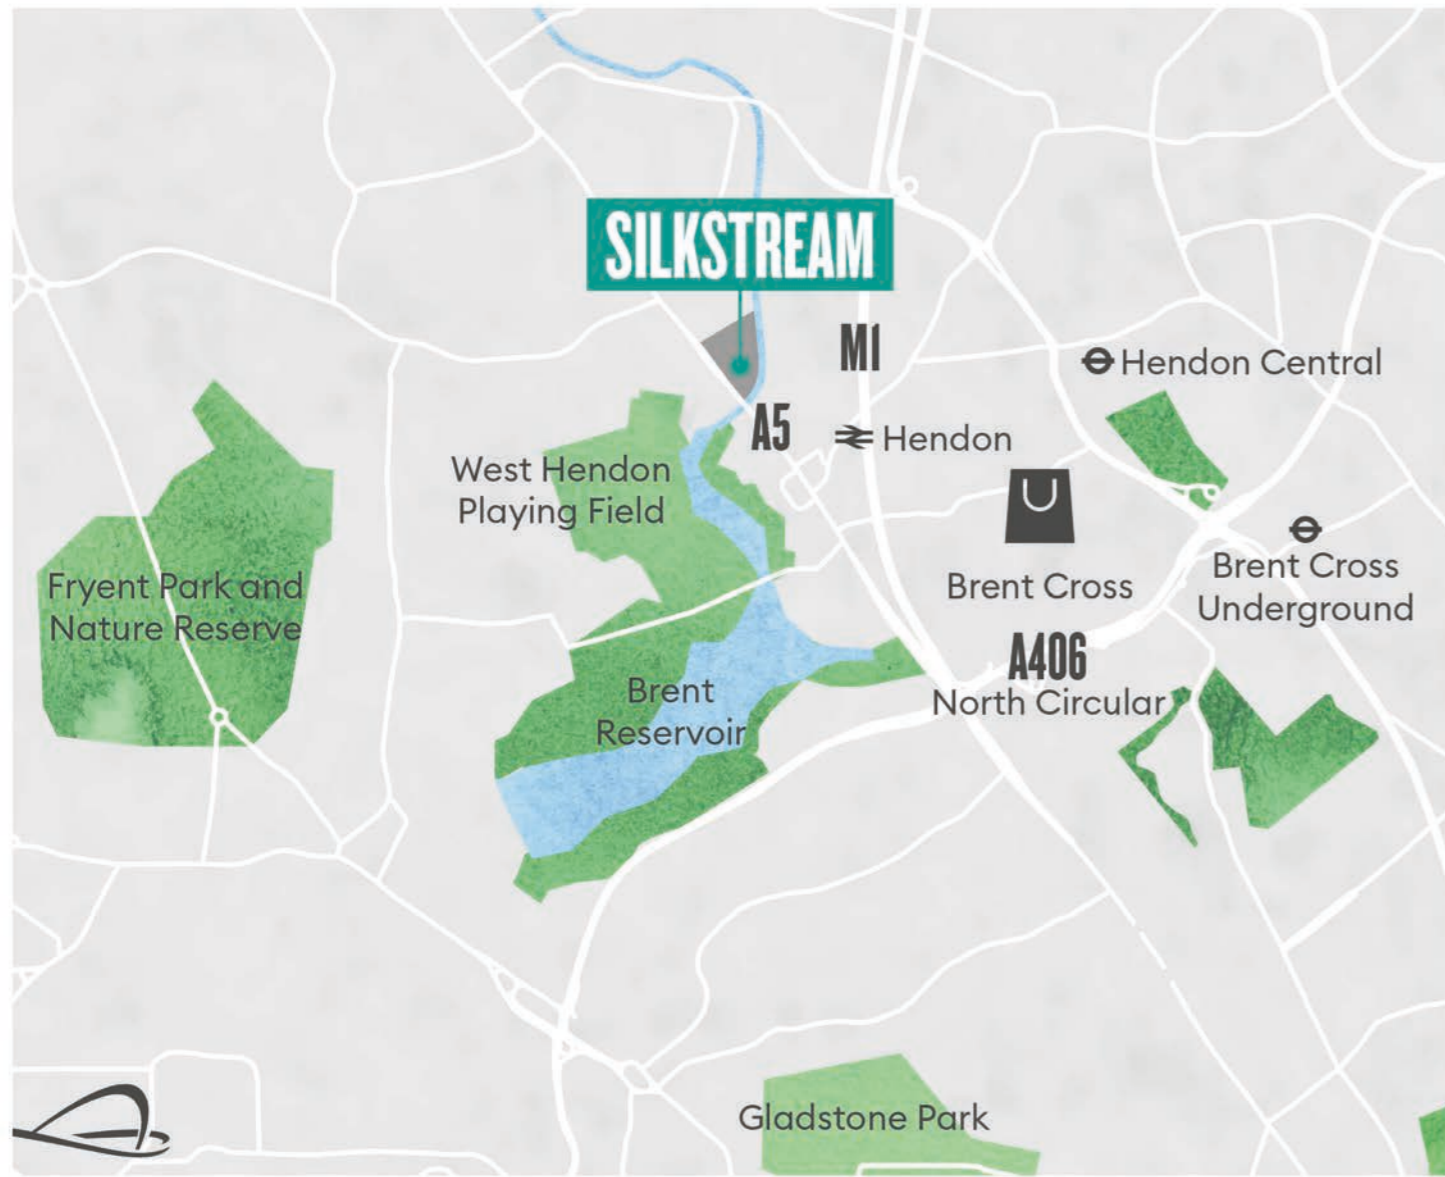 SILKSTREAM
M1
Hendon Central
A5
Hendon
West Hendon
Playing Field
Brent Cross
Brent Cross
Underground
Fryent Park and
Nature Reserve
A406
North Circular
Brent
Reservoir
Gladstone Park